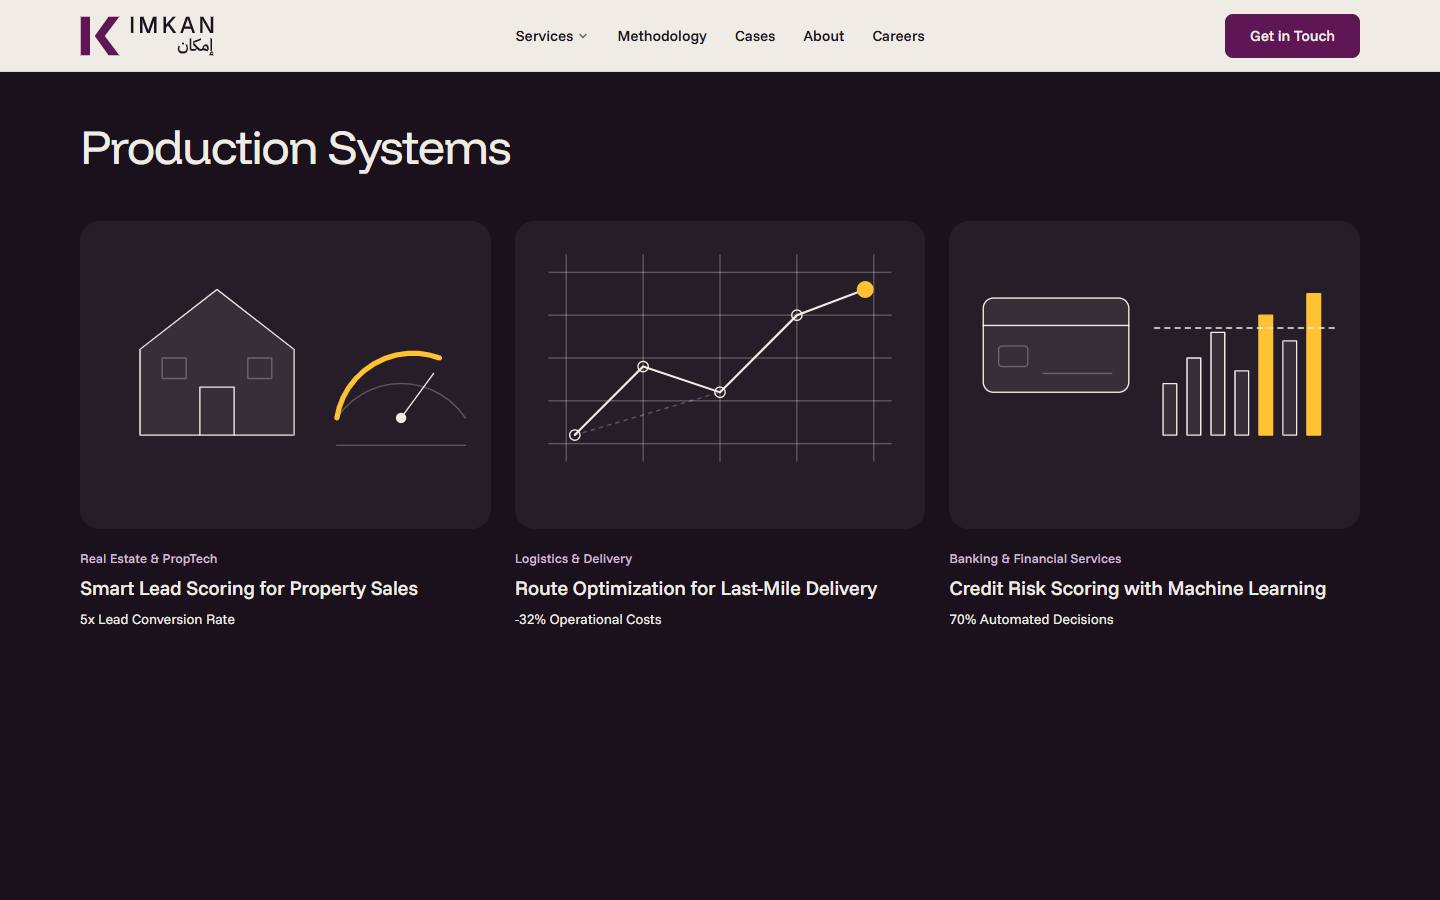 IMKAN
إمكان
Services
Methodology
Cases
About
Careers
Get in Touch
Production Systems
Real Estate & PropTech
Smart Lead Scoring for Property Sales
5x Lead Conversion Rate
Logistics & Delivery
Route Optimization for Last-Mile Delivery
-32% Operational Costs
Banking & Financial Services
Credit Risk Scoring with Machine Learning
70% Automated Decisions